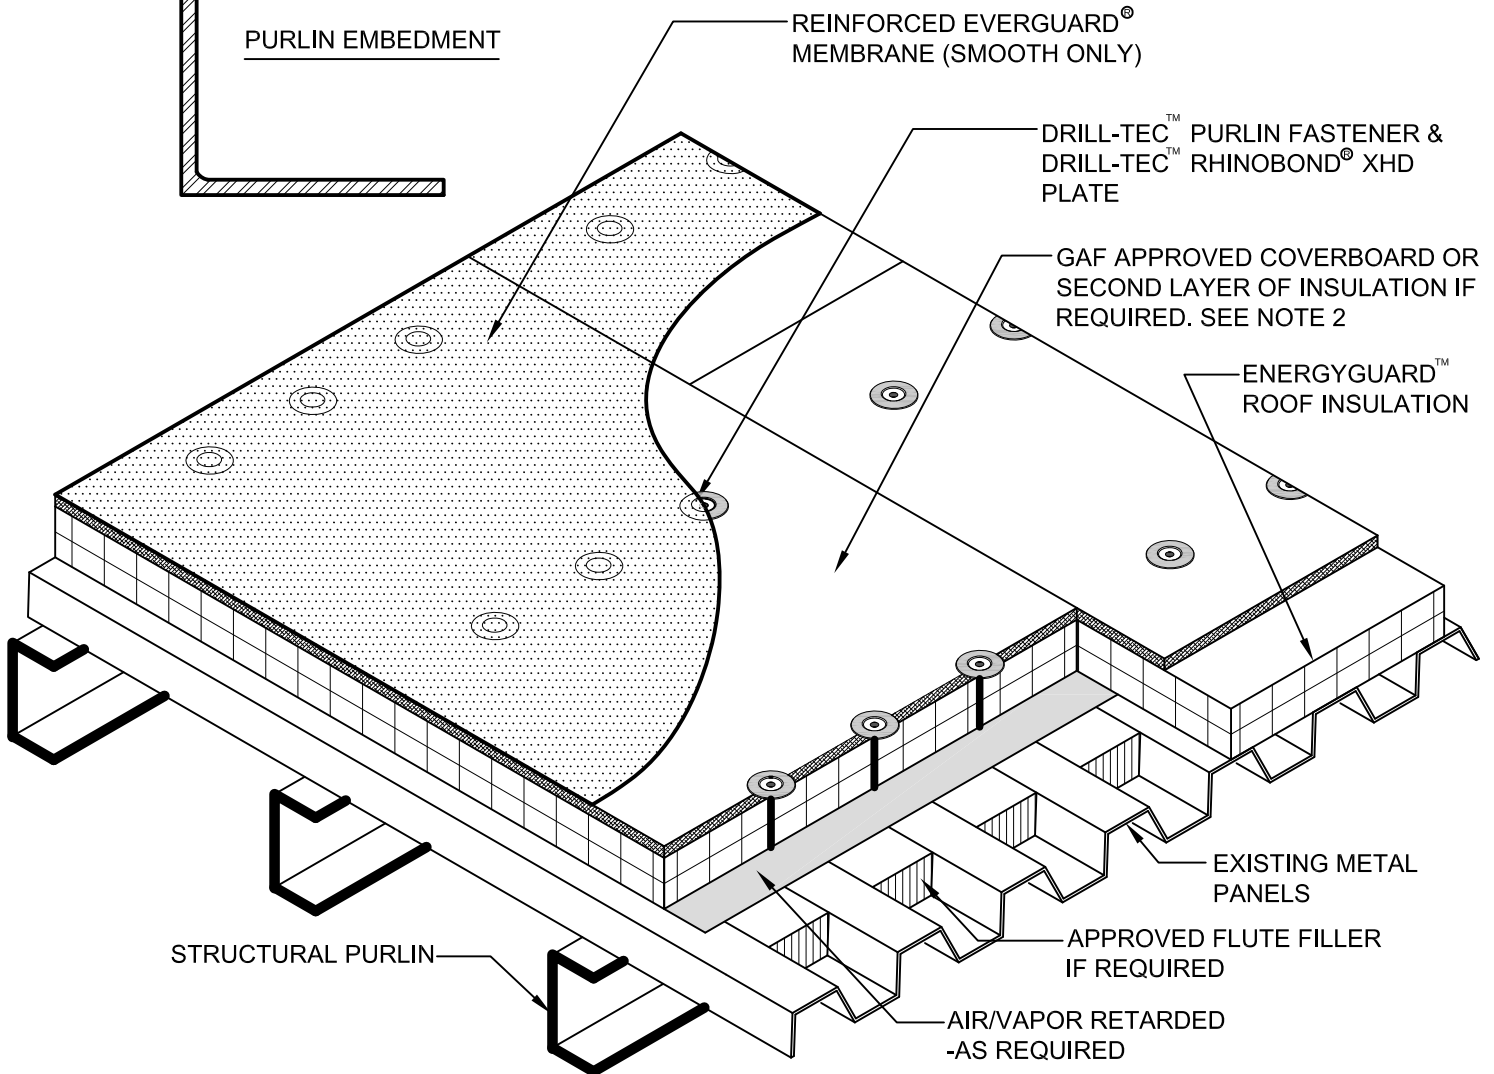 PURLIN EMBEDMENT
REINFORCED EVERGUARD®
MEMBRANE (SMOOTH ONLY)
DRILL-TEC™ PURLIN FASTENER &
DRILL-TEC™ RHINOBOND® XHD
PLATE
GAF APPROVED COVERBOARD OR
SECOND LAYER OF INSULATION IF
REQUIRED. SEE NOTE 2
ENERGYGUARD™
ROOF INSULATION
EXISTING METAL
PANELS
APPROVED FLUTE FILLER
IF REQUIRED
STRUCTURAL PURLIN
AIR/VAPOR RETARDED
-AS REQUIRED